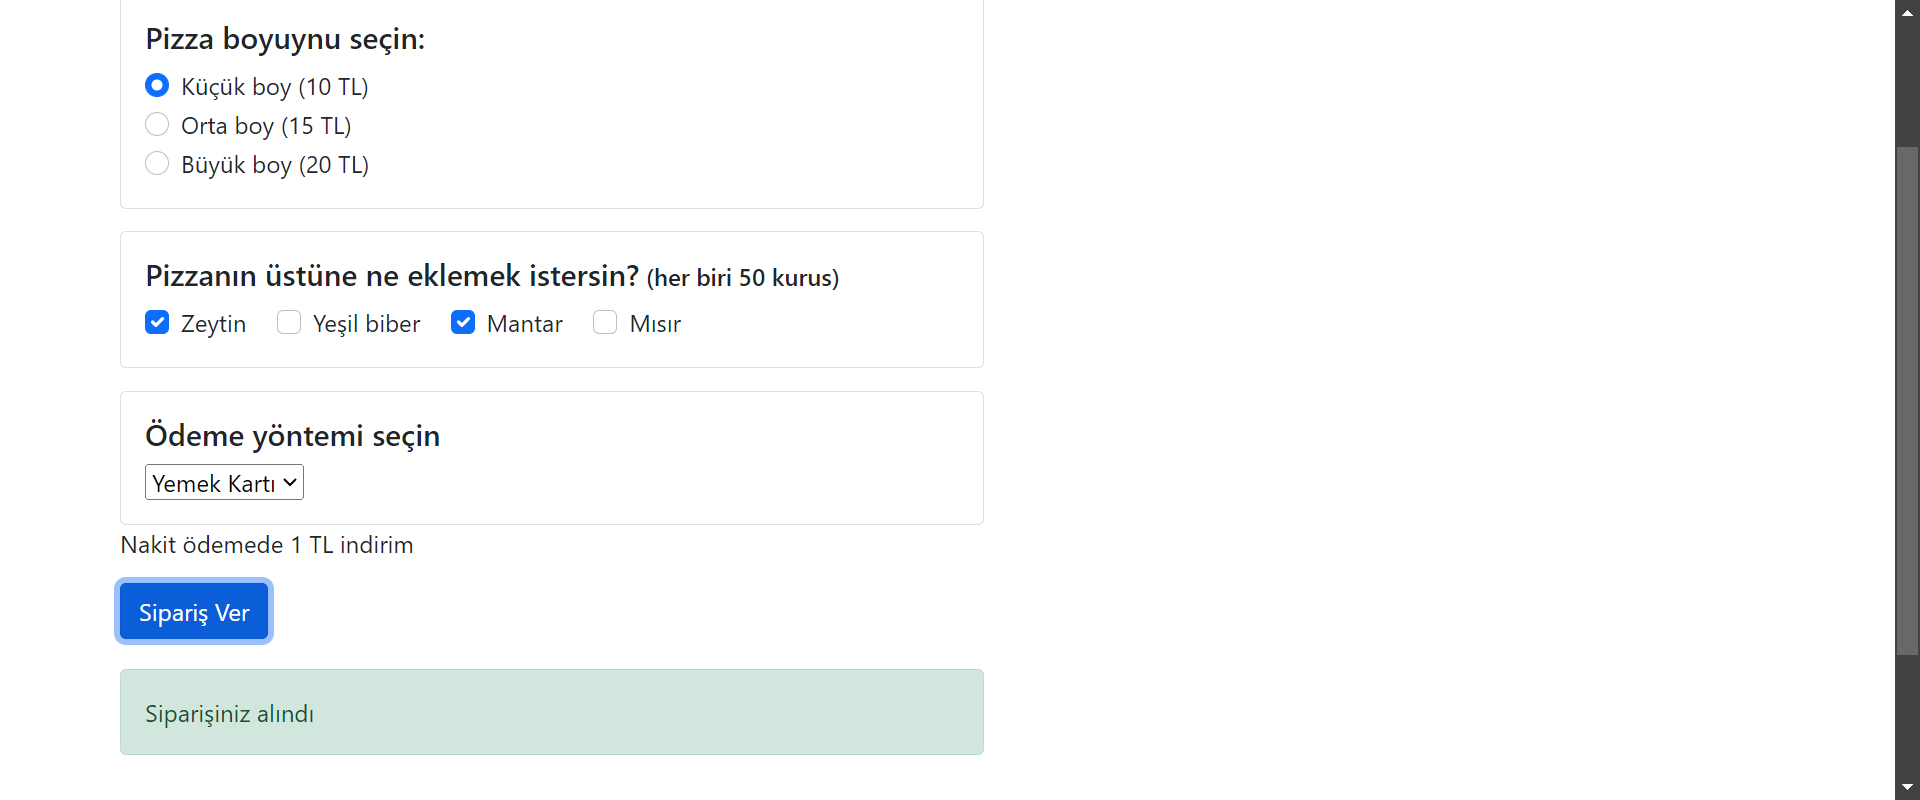 Pizza boyuynu seçin:
Küçük boy (10 TL)
Orta boy (15 TL)
Büyük boy (20 TL)
Pizzanın üstüne ne eklemek istersin? (her biri 50 kurus)
Zeytin Yeşil biber Mantar Mısır
Ödeme yöntemi seçin
Yemek Kartı
Nakit ödemede 1 TL indirim
Sipariş Ver
Siparişiniz alındı